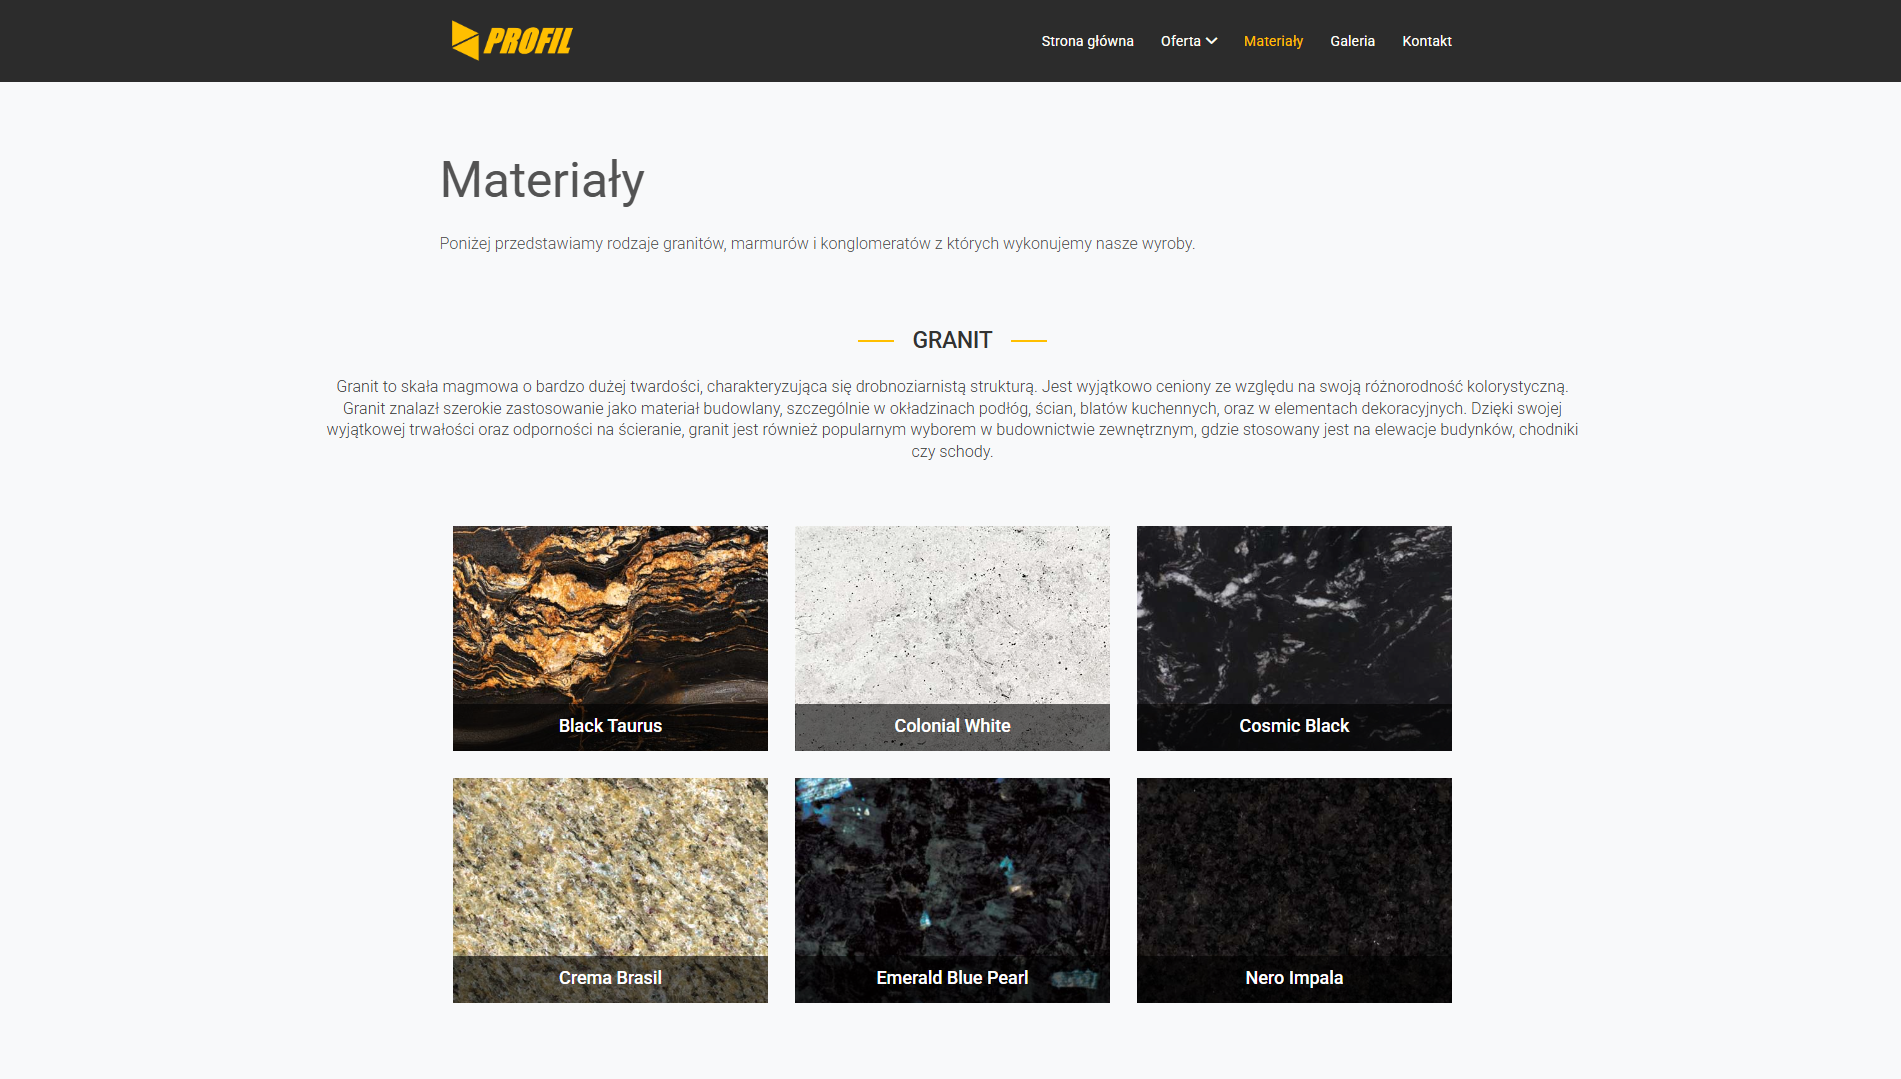 PROFIL
Strona główna Oferta Materiały Galeria Kontakt
Materiały
Poniżej przedstawiamy rodzaje granitów, marmurów i konglomeratów z których wykonujemy nasze wyroby.
GRANIT
Granit to skała magmowa o bardzo dużej twardości, charakteryzująca się drobnoziarnistą strukturą. Jest wyjątkowo ceniony ze względu na swoją różnorodność kolorystyczną.
Granit znalazł szerokie zastosowanie jako materiał budowlany, szczególnie w okładzinach podłóg, ścian, blatów kuchennych, oraz w elementach dekoracyjnych. Dzięki swojej
wyjątkowej trwałości oraz odporności na ścieranie, granit jest również popularnym wyborem w budownictwie zewnętrznym, gdzie stosowany jest na elewacje budynków, chodniki
czy schody.
Black Taurus
Colonial White
Cosmic Black
Crema Brasil
Emerald Blue Pearl
Nero Impala